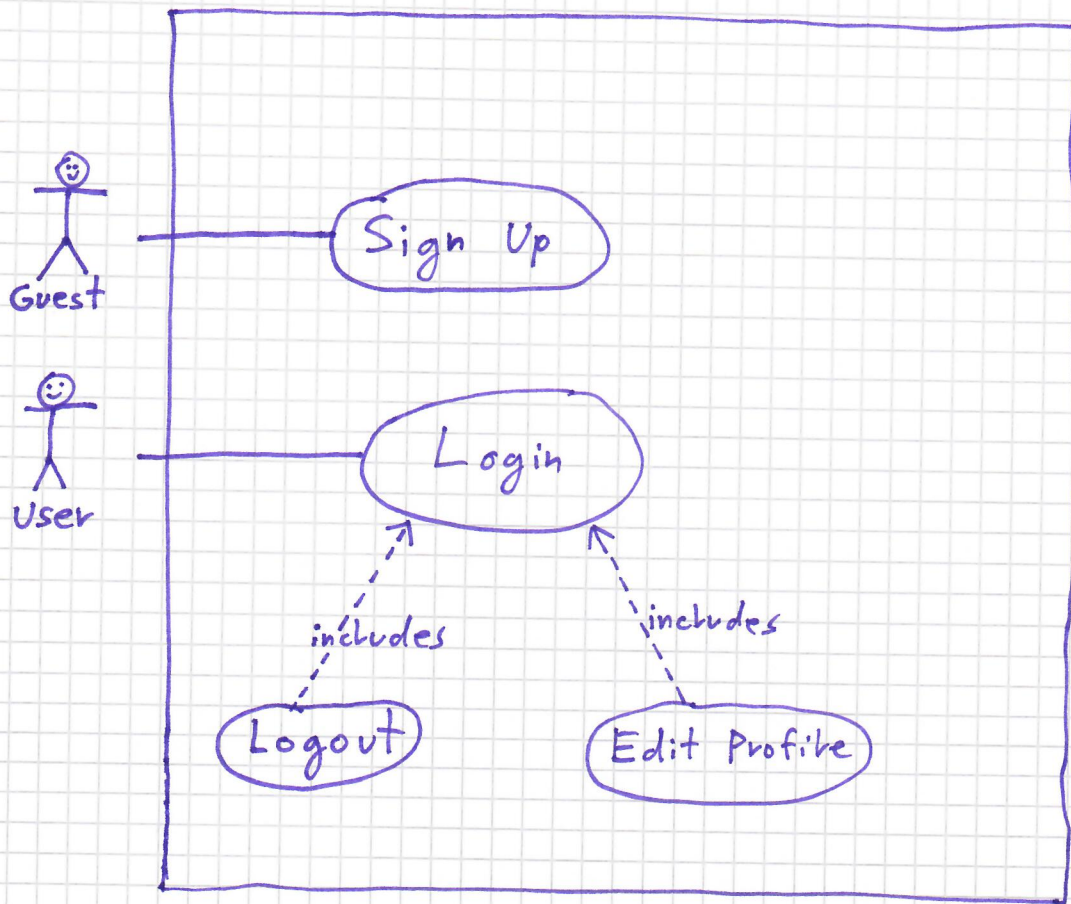 Sign Up
Guest
Login
User
includes
includes
Logout
Edit Profile